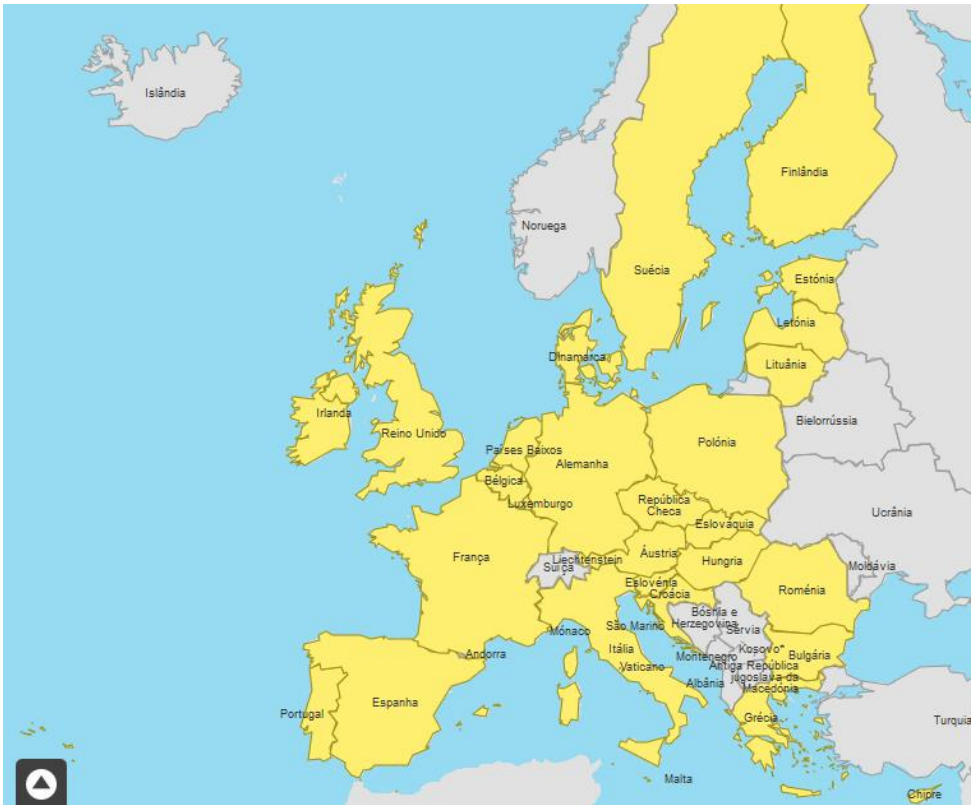 Islândia
Finlândia
Noruega
Suécia
Estónia
Letónia
Dinamarca
Lituânia
Irlanda
Bielorrússia
Reino Unido
Polónia
Países Baixos
Alemanha
Bélgica
República
Checa
Luxemburgo
Ucrânia
Eslováquia
Áustria
França
Liechtenstein
Hungria
Suíça
Moldávia
Eslovénia
Roménia
Croácia
Bósnia e
Herzegovina
São Marino
Mónaco
Sérvia
Itália
Kosovo*
Andorra
Montenegro
Bulgária
Vaticano
Antiga República
jugoslava da
Macedónia
Albânia
Espanha
Portugal
Grécia
Turquia
Malta
Chipre